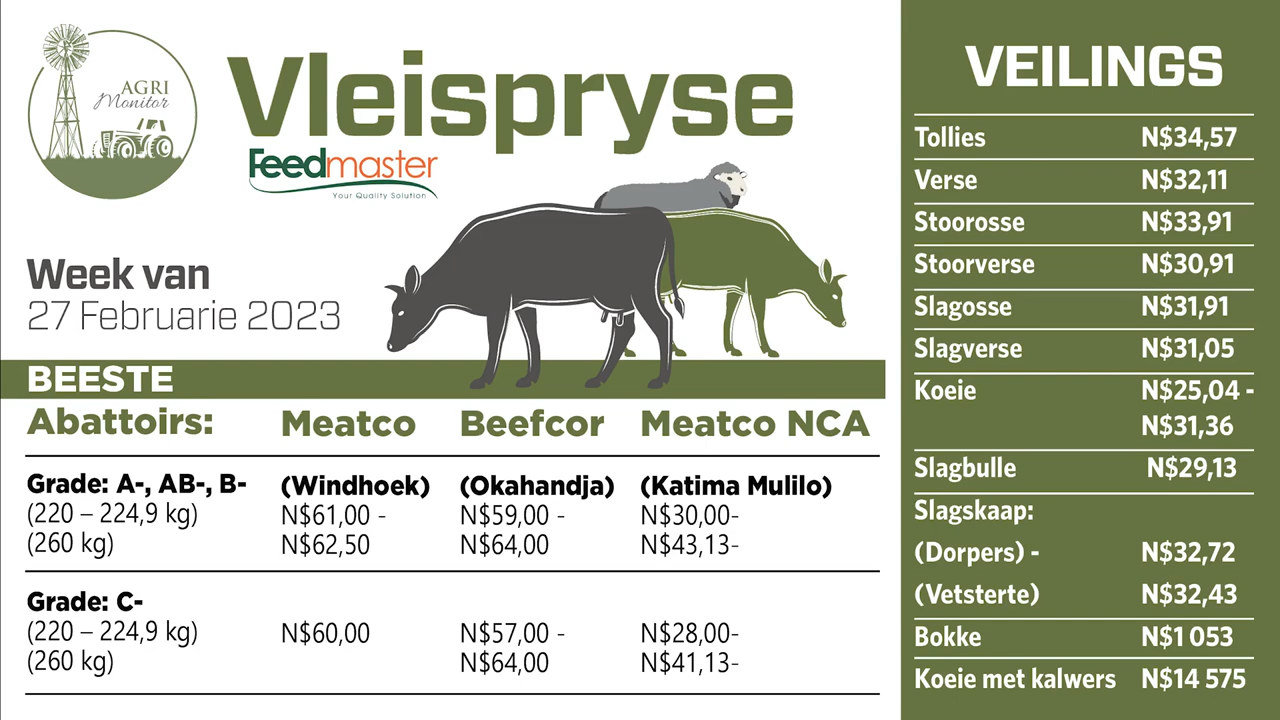 AGRI
Monitor
Vleispryse
Feedmaster
Your Quality Solution
Week van
27 Februarie 2023
BEESTE
Abattoirs: Meatco Beefcor Meatco NCA
Grade: A-, AB-, B- (Windhoek) (Okahandja) (Katima Mulilo)
(220 – 224,9 kg) N$61,00 - N$59,00 - N$30,00-
(260 kg) N$62,50 N$64,00 N$43,13-
Grade: C-
(220 – 224,9 kg) N$60,00 N$57,00 - N$28,00-
(260 kg) N$64,00 N$41,13-
VEILINGS
Tollies N$34,57
Verse N$32,11
Stoorosse N$33,91
Stoorverse N$30,91
Slagosse N$31,91
Slagverse N$31,05
Koeie N$25,04 -
N$31,36
Slagbulle N$29,13
Slagskaap:
(Dorpers) - N$32,72
(Vetsterte) N$32,43
Bokke N$1 053
Koeie met kalwers N$14 575